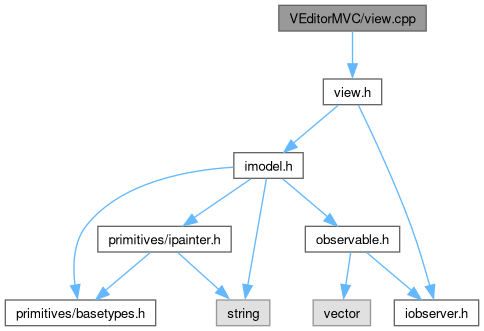 VEditorMVC/view.cpp
view.h
imodel.h
primitives/ipainter.h
observable.h
primitives/basetypes.h
string
vector
iobserver.h